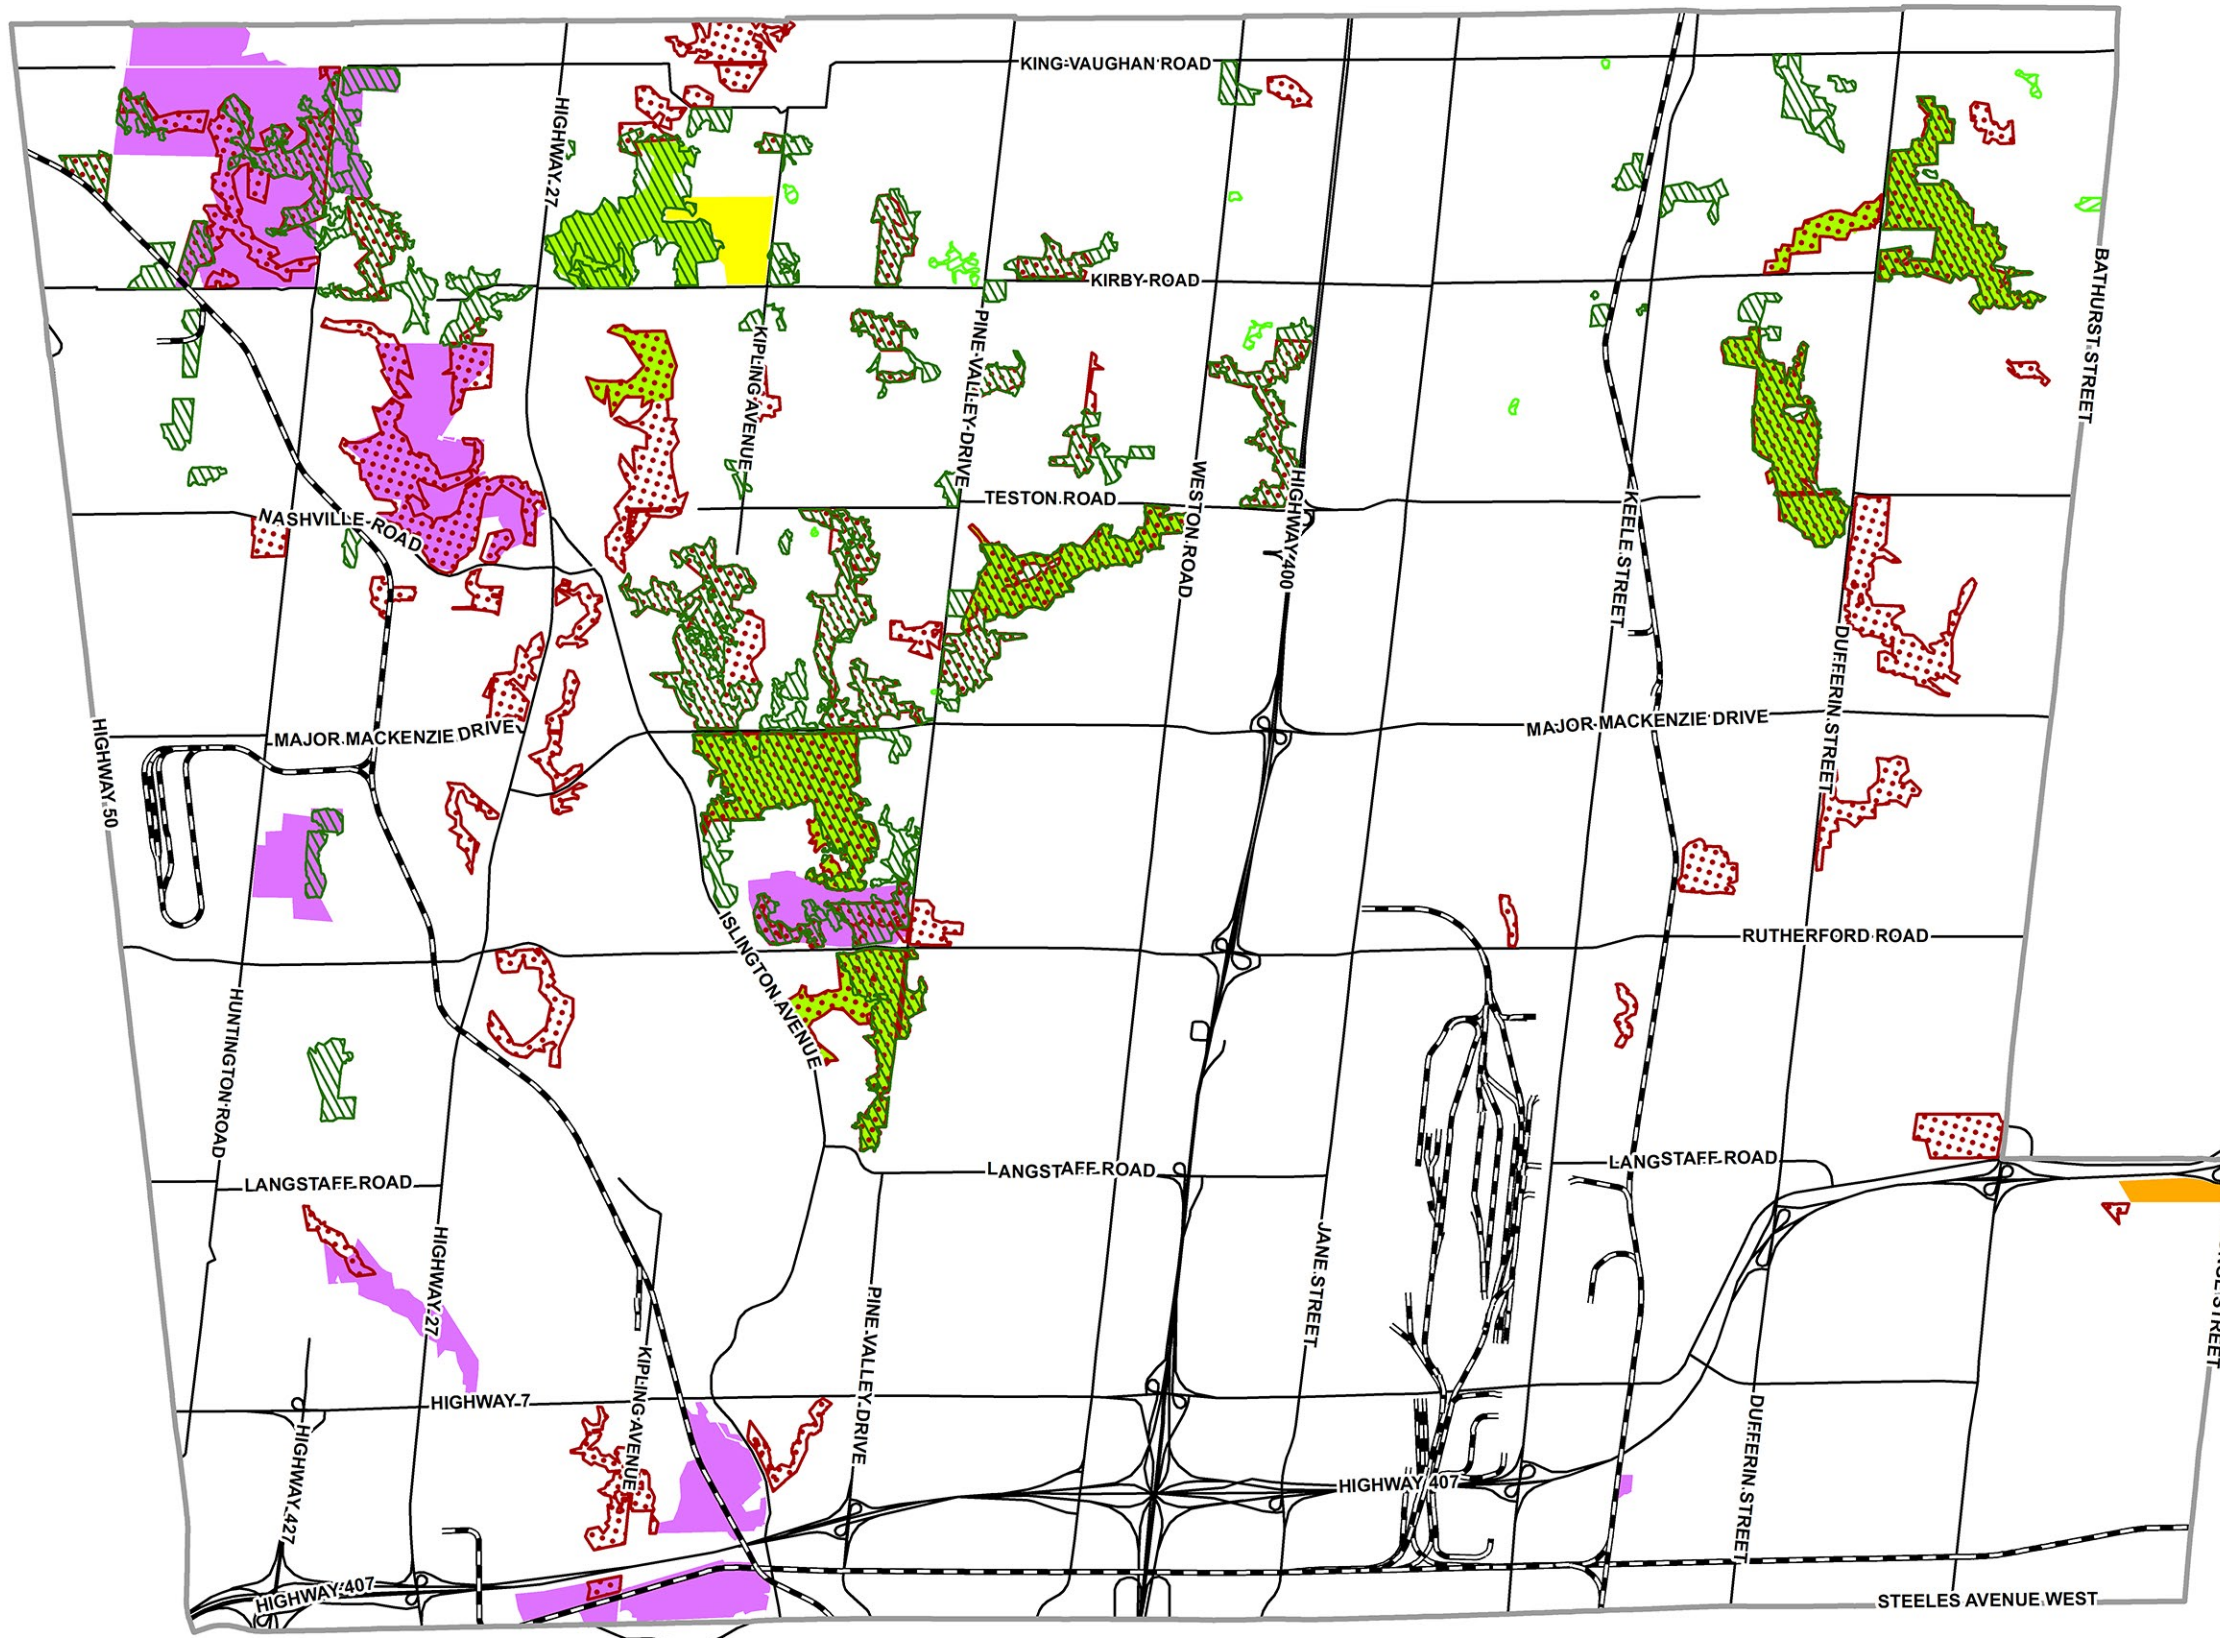 KING-VAUGHAN ROAD
HIGHWAY 27
KIRBY ROAD
BATHURST STREET
KIPLING AVENUE
PINE VALLEY DRIVE
WESTON ROAD
HIGHWAY 400
TESTON ROAD
KEELE STREET
NASHVILLE ROAD
DUFFERIN STREET
HIGHWAY 50
MAJOR MACKENZIE DRIVE
MAJOR MACKENZIE DRIVE
ISLINGTON AVENUE
RUTHERFORD ROAD
HUNTINGTON ROAD
LANGSTAFF ROAD
LANGSTAFF ROAD
LANGSTAFF ROAD
HIGHWAY 27
JANE STREET
PINE VALLEY DRIVE
KIPLING AVENUE
HIGHWAY 7
DUFFERIN STREET
HIGHWAY 427
HIGHWAY 407
HIGHWAY 407
STEELES AVENUE WEST
STREET